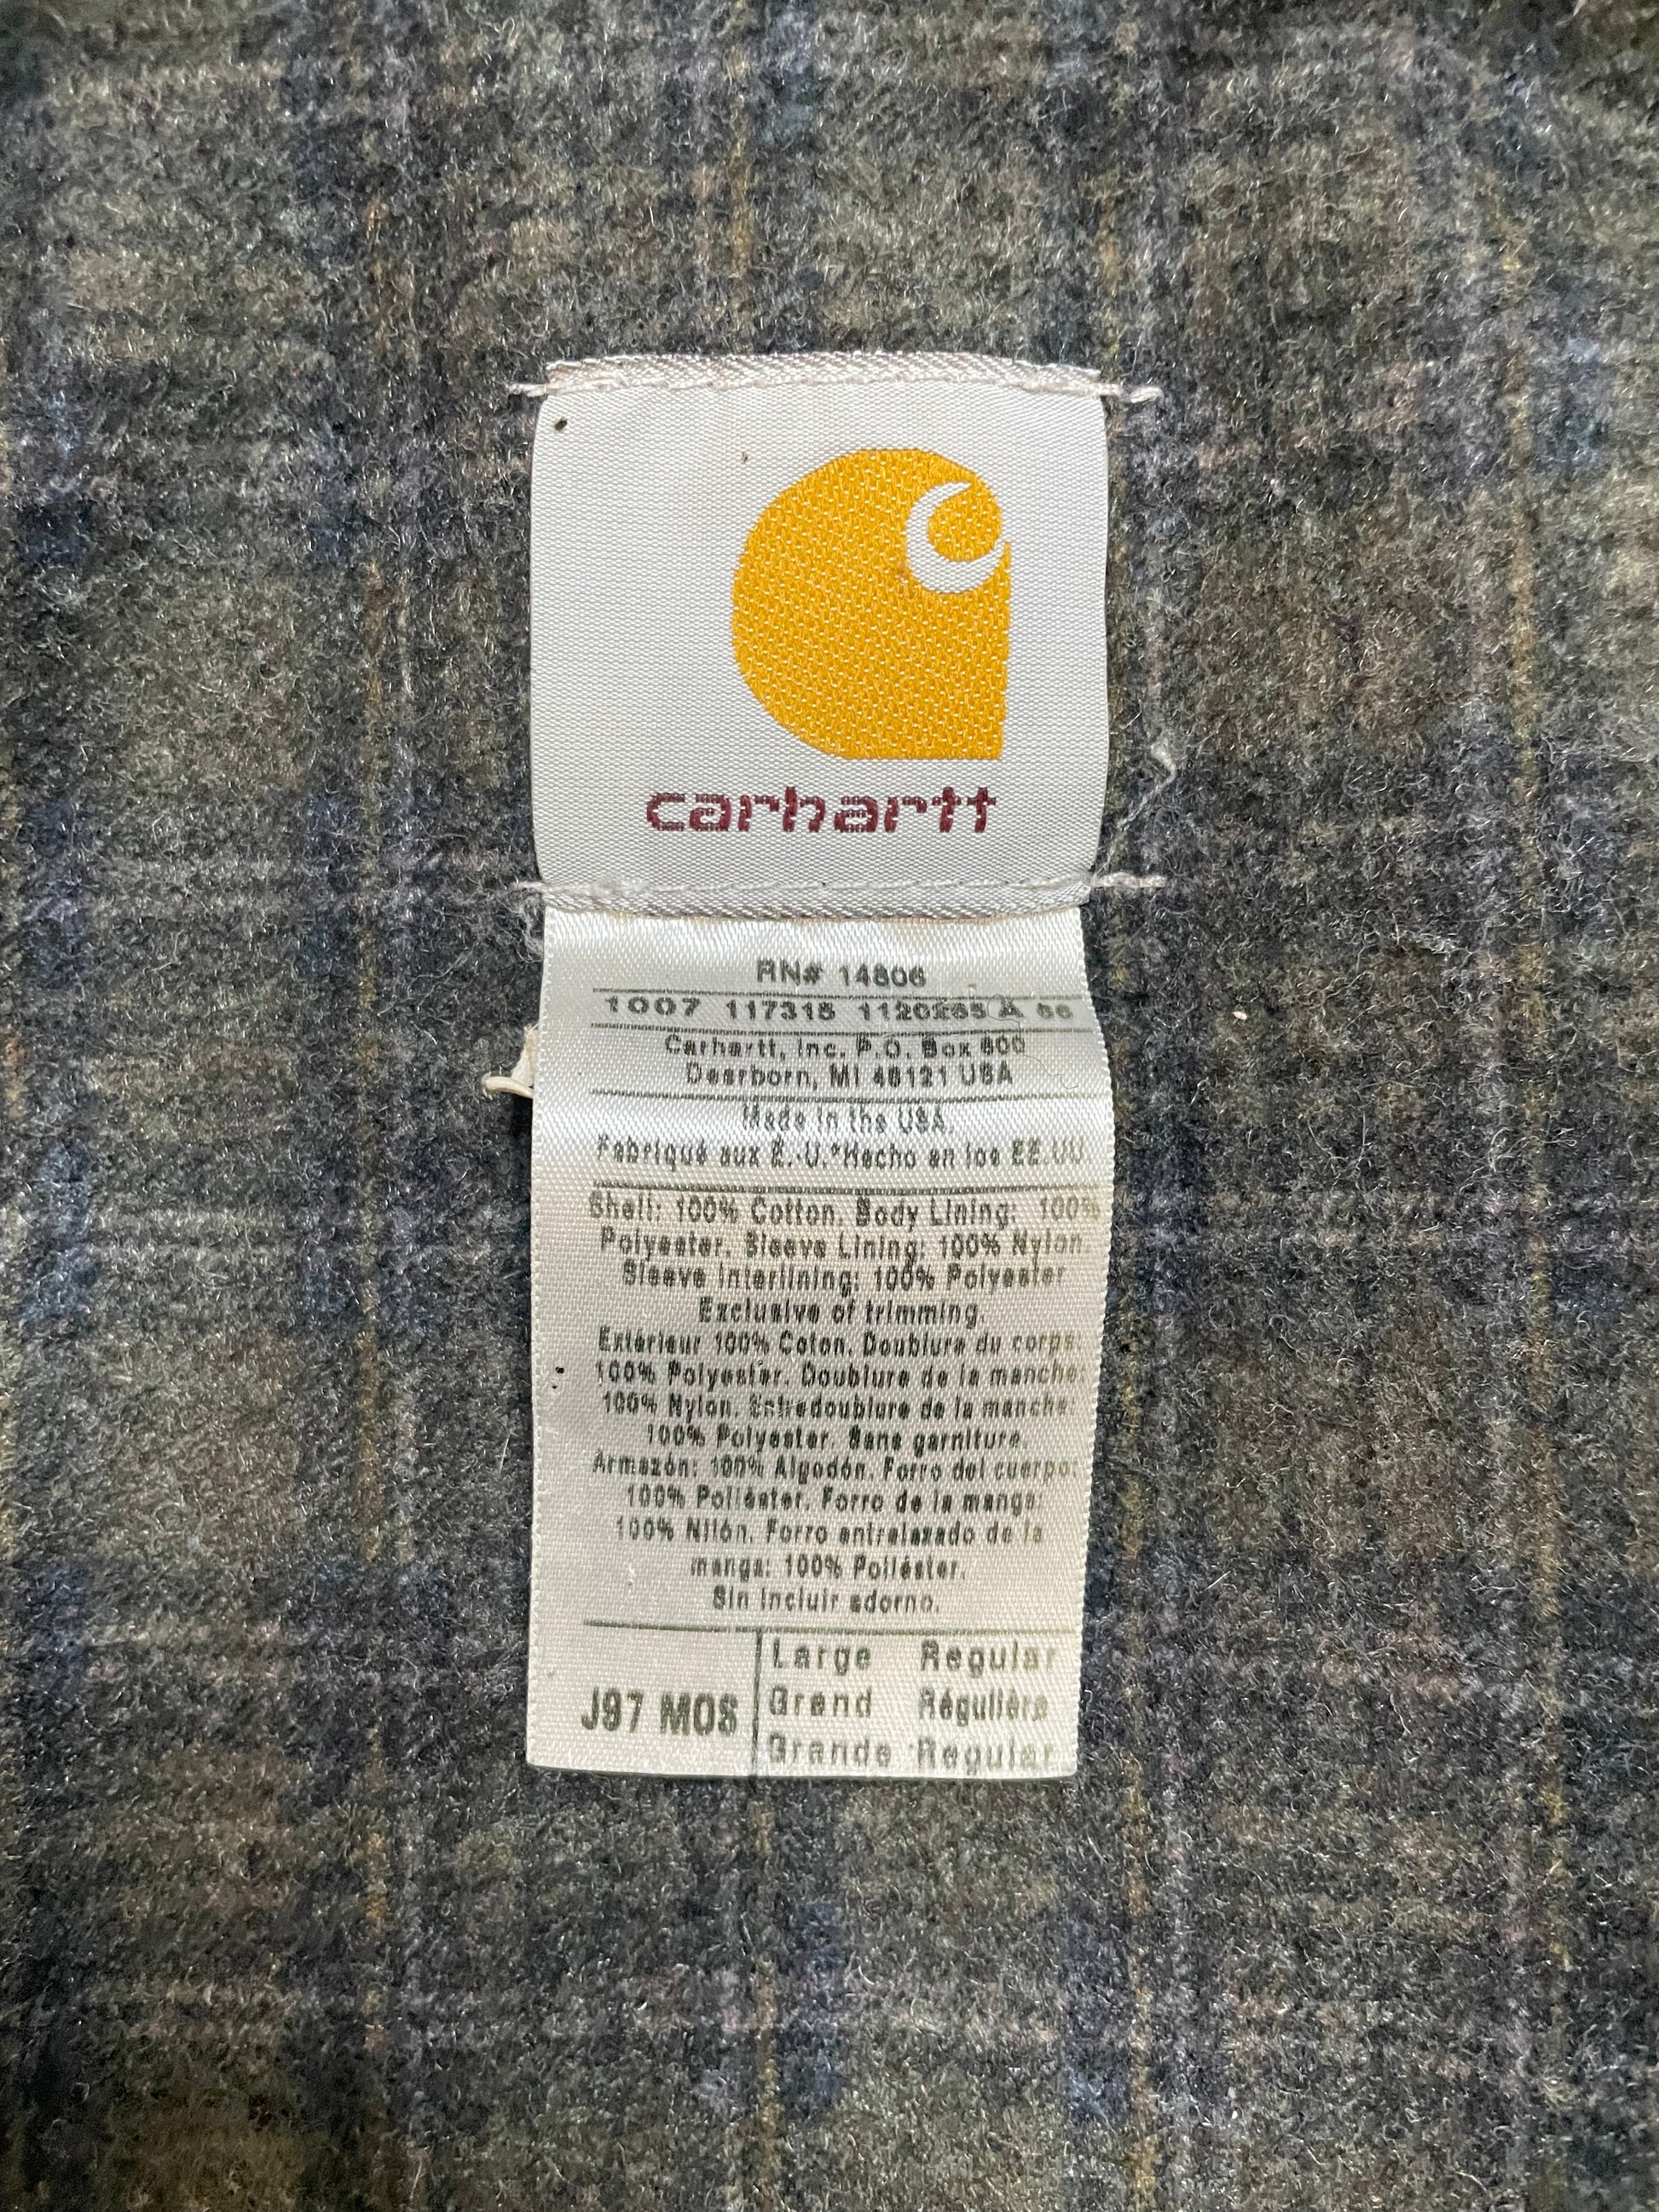 carhartt
RN# 14806
1007 117315 1120265 A 66
Carhartt, Inc. P.O. Box 600
Dearborn, MI 48121 USA
Made in the USA.
Fabriqué aux É.-U.*Hecho en los EE.UU.
Shell: 100% Cotton. Body Lining: 100%
Polyester. Sleeve Lining: 100% Nylon.
Sleeve Interlining: 100% Polyester
Exclusive of trimming.
Extérieur 100% Coton. Doublure du corps:
100% Polyester. Doublure de la manche:
100% Nylon. Entredoublure de la manche
100% Polyester. Sans garniture.
Armazón: 100% Algodón. Forro del cuerpo:
100% Poliéster. Forro de la manga:
100% Nilón. Forro entrelazado de la
manga: 100% Poliéster.
Sin incluir adorno.
J97 MOS
Large Regular
Grand Régulière
Grande Regular